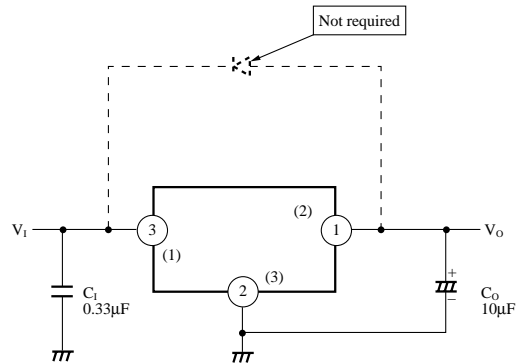 Not required
(2)
V_I
3
1
V_O
(1)
(3)
2
C_I
0.33μF
+
−
C_O
10μF